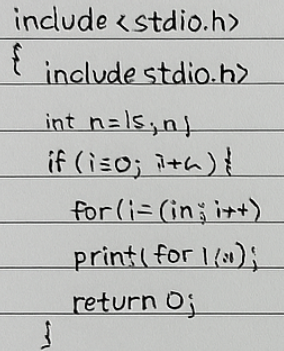 include <stdio.h>
{ include stdio.h>
int n=15;n;
if (i≡0; i++) {
for(i=(in; i++)
print(for 1(n);
return 0;
}